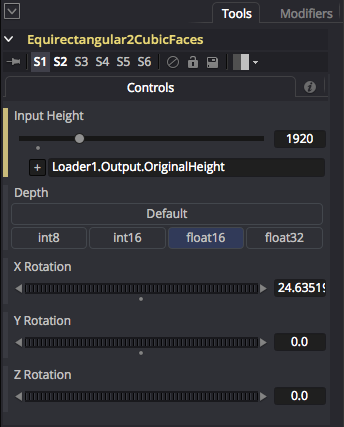 Tools Modifiers
Equirectangular2CubicFaces
S1 S2 S3 S4 S5 S6
Controls
Input Height
1920
+ Loader1.Output.OriginalHeight
Depth
Default
int8 int16 float16 float32
X Rotation
24.63519
Y Rotation
0.0
Z Rotation
0.0